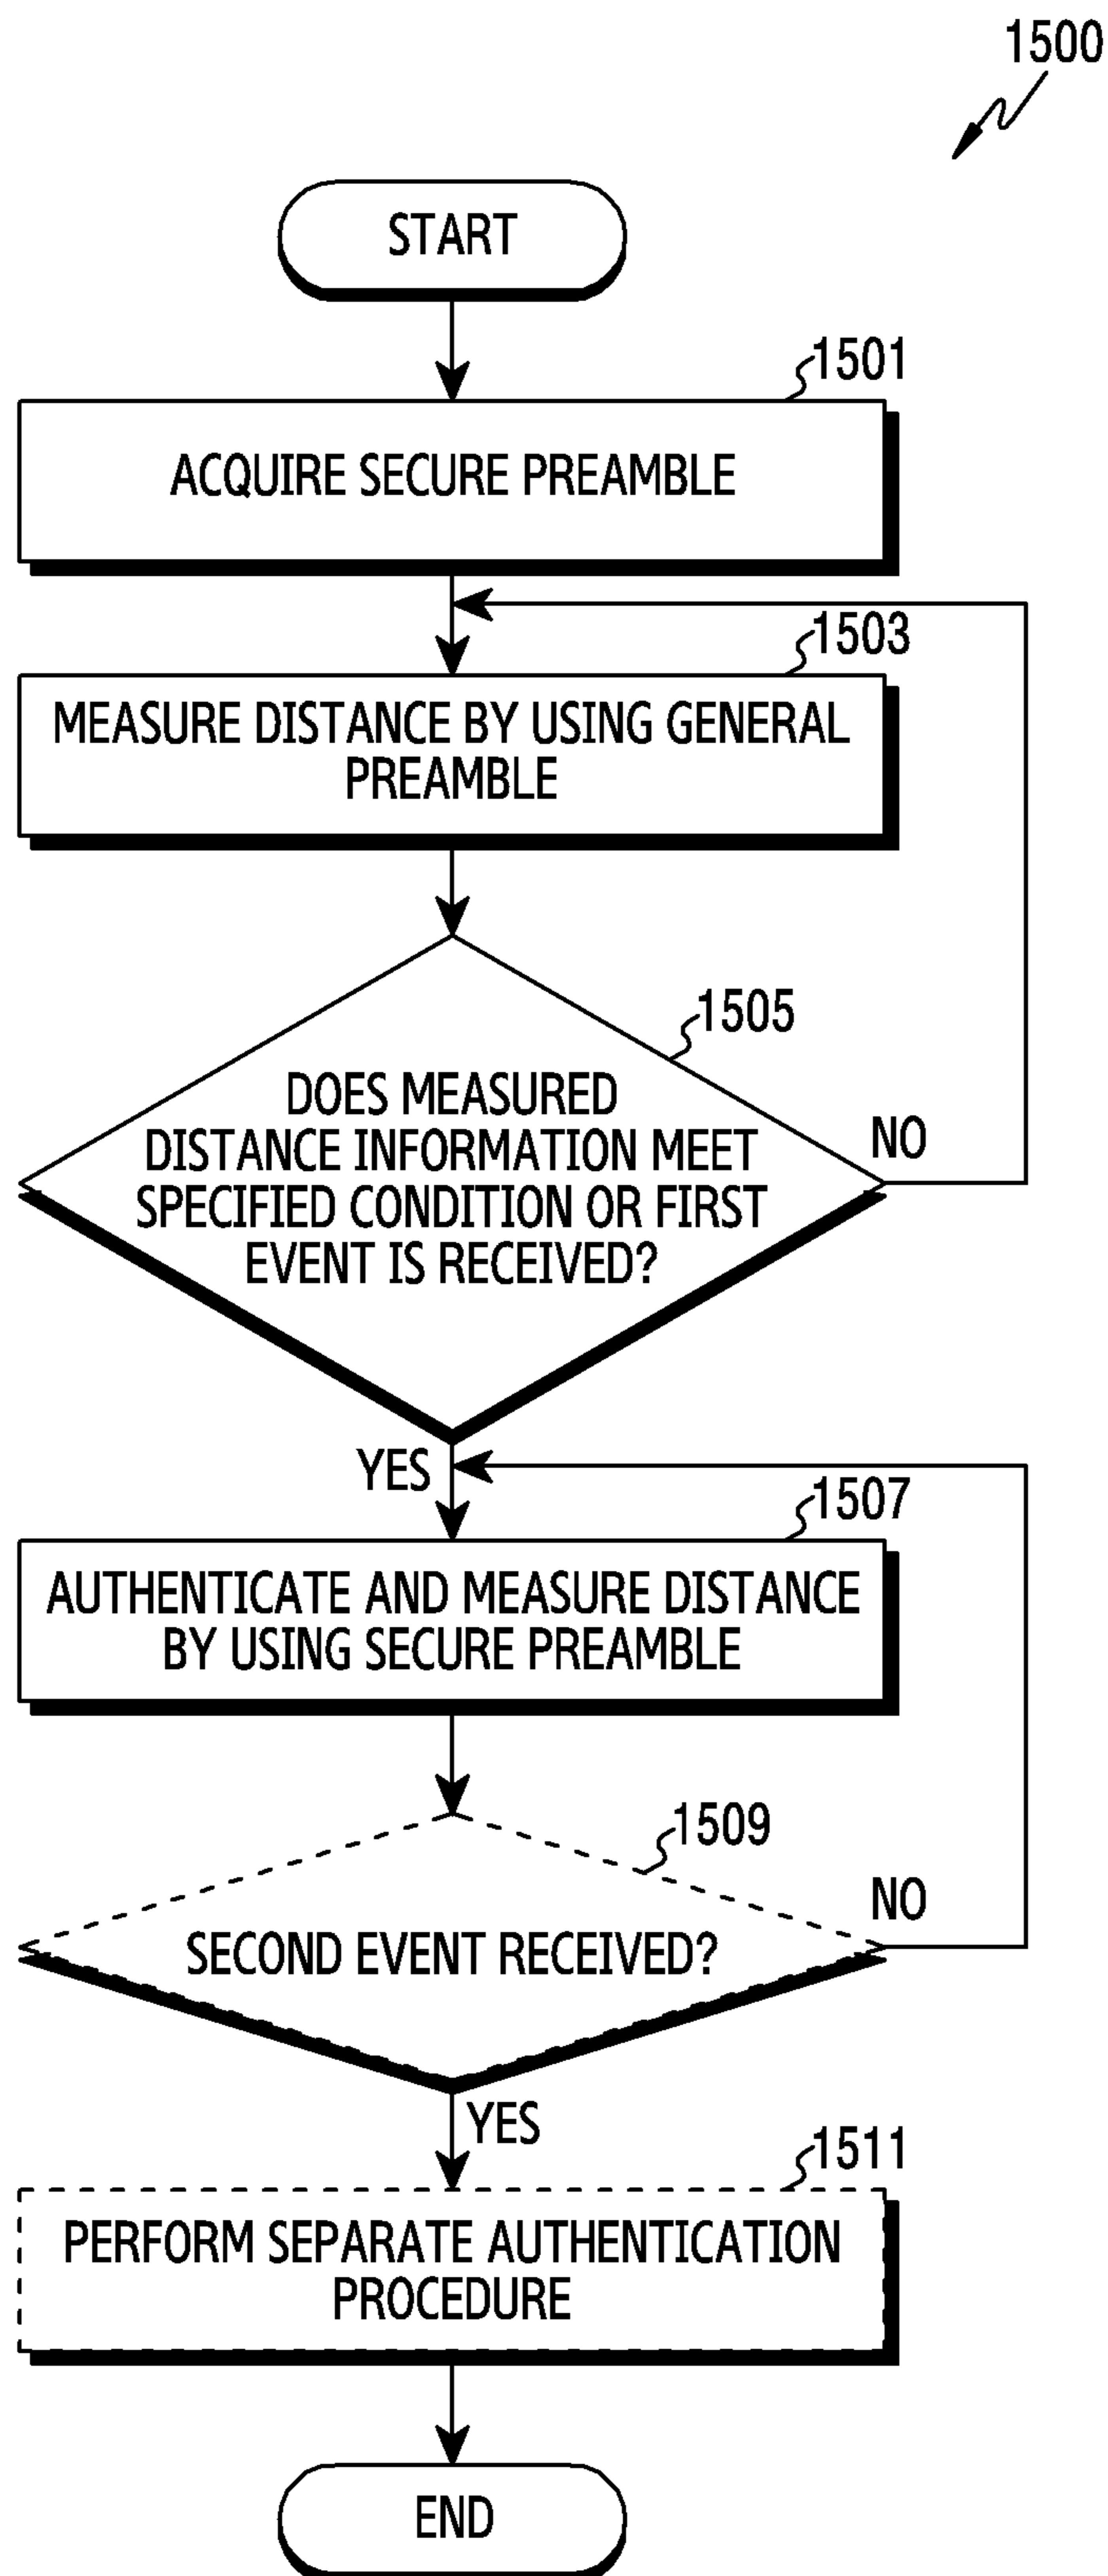 1500
START
1501
ACQUIRE SECURE PREAMBLE
1503
MEASURE DISTANCE BY USING GENERAL
PREAMBLE
1505
DOES MEASURED
DISTANCE INFORMATION MEET
SPECIFIED CONDITION OR FIRST
EVENT IS RECEIVED?
NO
YES
1507
AUTHENTICATE AND MEASURE DISTANCE
BY USING SECURE PREAMBLE
1509
NO
SECOND EVENT RECEIVED?
YES
1511
PERFORM SEPARATE AUTHENTICATION
PROCEDURE
END